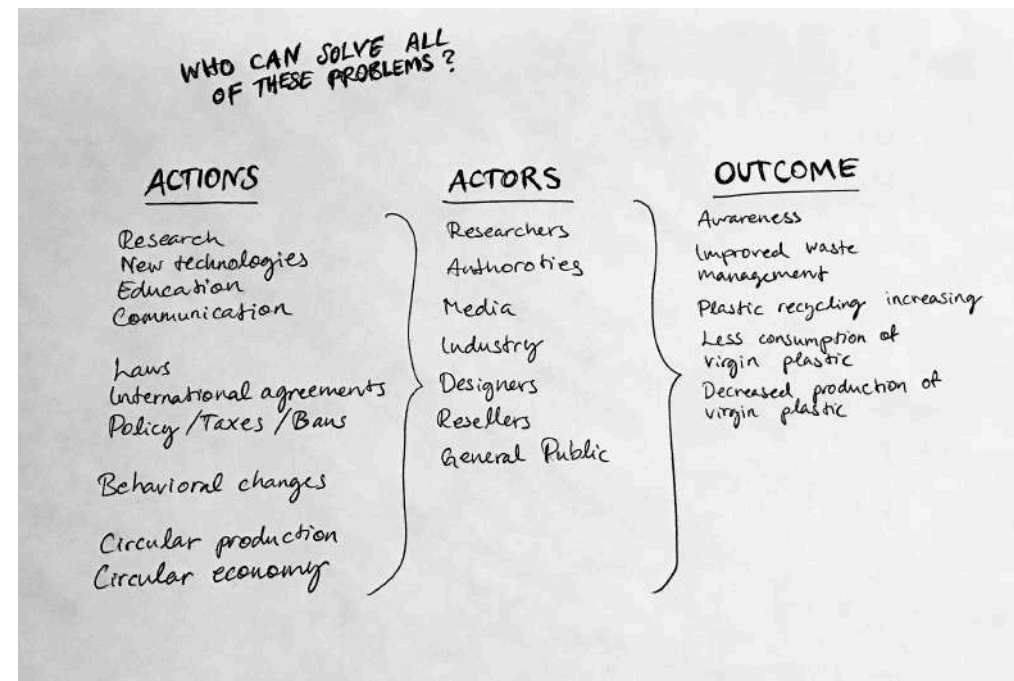 WHO CAN SOLVE ALL
OF THESE PROBLEMS?
ACTIONS
Research
New technologies
Education
Communication
Laws
International agreements
Policy/Taxes/Bans
Behavioral changes
Circular production
Circular economy
ACTORS
Researchers
Authoroties
Media
Industry
Designers
Resellers
General Public
OUTCOME
Awareness
Improved waste
management
Plastic recycling increasing
Less consumption of
virgin plastic
Decreased production of
virgin plastic